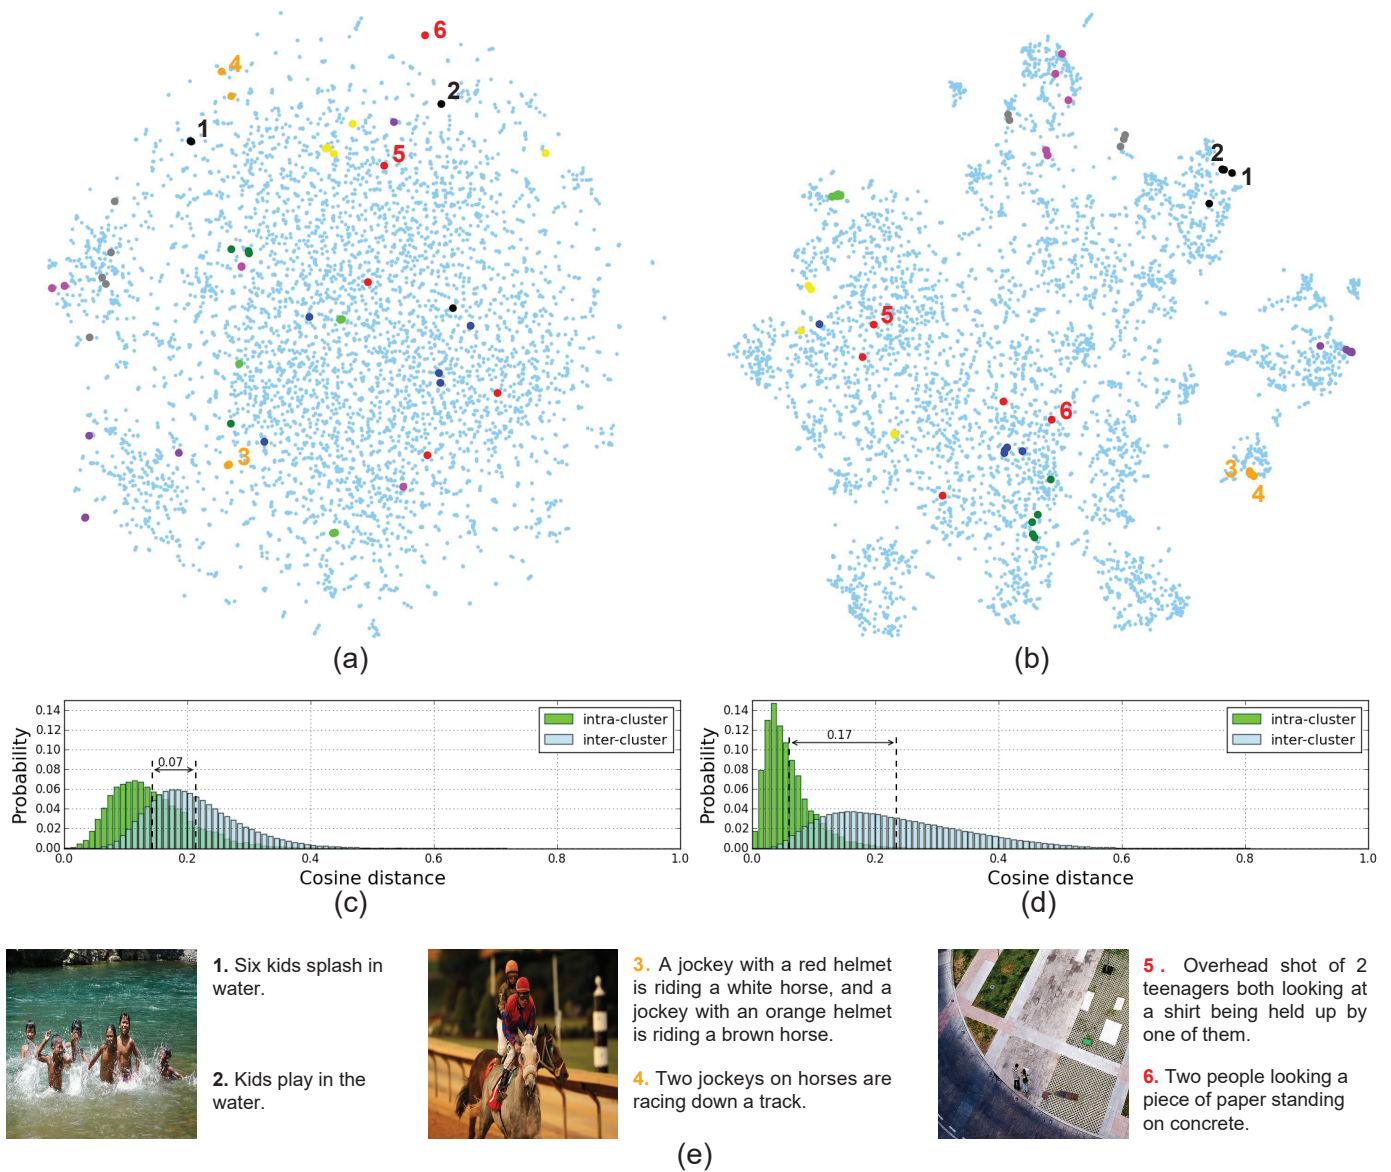 6
4
2
1
5
3
(a)
2
1
5
6
3
4
(b)
0.14
0.12
0.10
0.08
0.06
0.04
0.02
0.00
Probability
0.07
intra-cluster
inter-cluster
0.0 0.2 0.4 0.6 0.8 1.0
Cosine distance
(c)
0.14
0.12
0.10
0.08
0.06
0.04
0.02
0.00
Probability
0.17
intra-cluster
inter-cluster
0.0 0.2 0.4 0.6 0.8 1.0
Cosine distance
(d)
1. Six kids splash in
water.
2. Kids play in the
water.
3. A jockey with a red helmet
is riding a white horse, and a
jockey with an orange helmet
is riding a brown horse.
4. Two jockeys on horses are
racing down a track.
5. Overhead shot of 2
teenagers both looking at
a shirt being held up by
one of them.
6. Two people looking a
piece of paper standing
on concrete.
(e)